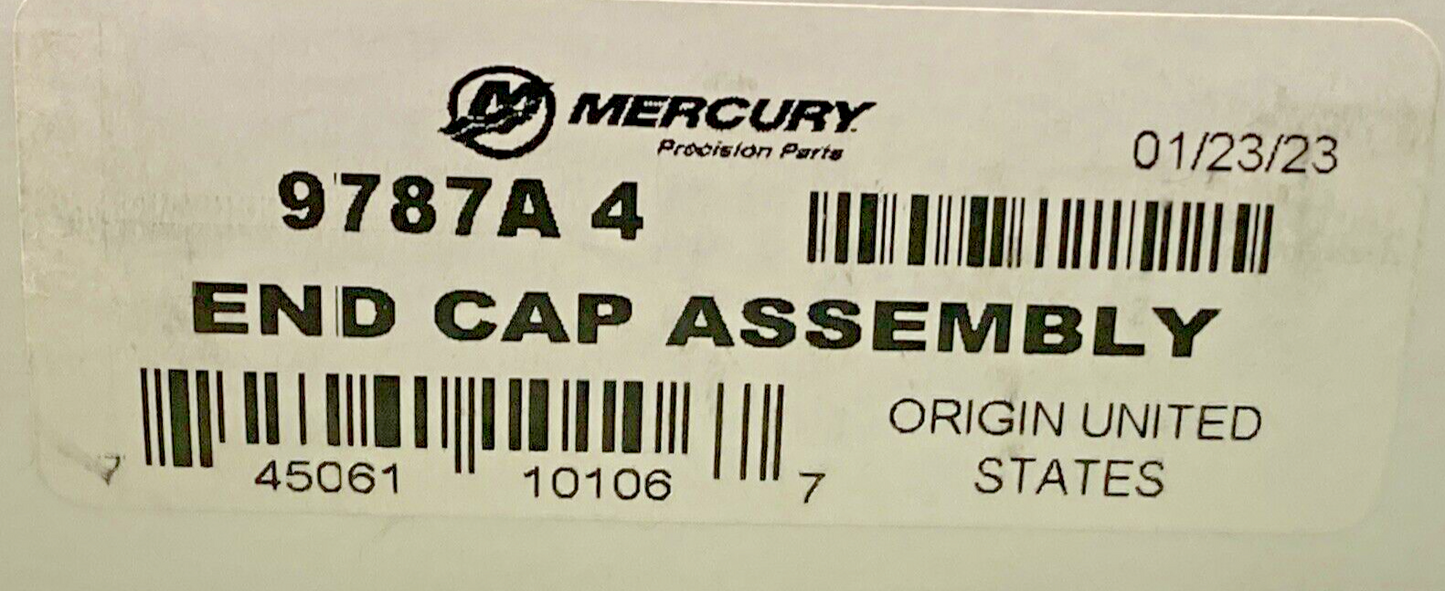 MERCURY
Precision Parts
01/23/23
9787A 4
END CAP ASSEMBLY
7 45061 10106 7
ORIGIN UNITED
STATES